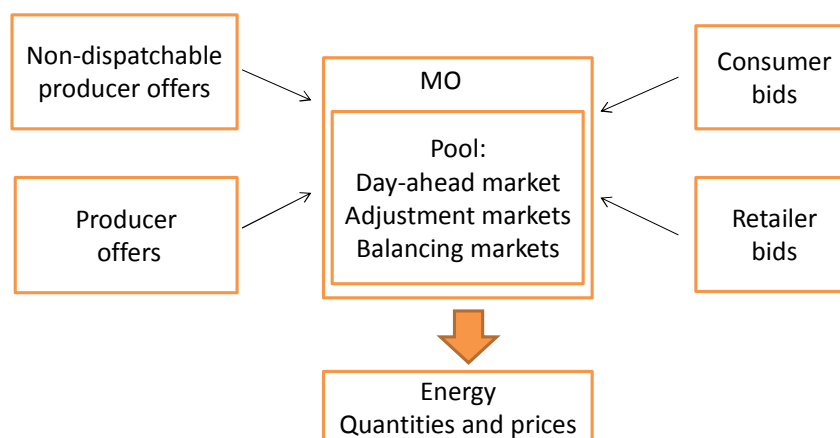 Non-dispatchable
producer offers
Producer
offers
MO
Pool:
Day-ahead market
Adjustment markets
Balancing markets
Consumer
bids
Retailer
bids
Energy
Quantities and prices